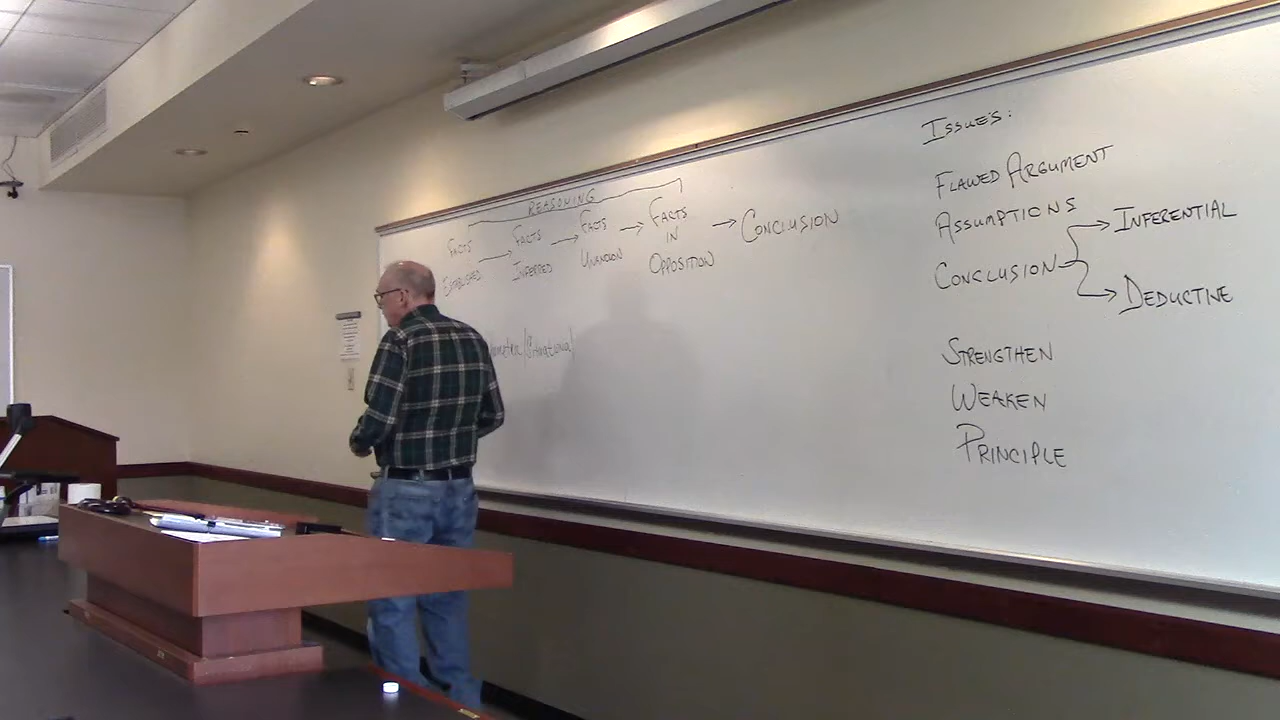 REASONING
FACTS ESTABLISHED → FACTS INFERRED → FACTS UNKNOWN → FACTS IN OPPOSITION → CONCLUSION
ISSUES:
FLAWED ARGUMENT
ASSUMPTIONS
CONCLUSION → INFERENTIAL
→ DEDUCTIVE
STRENGTHEN
WEAKEN
PRINCIPLE